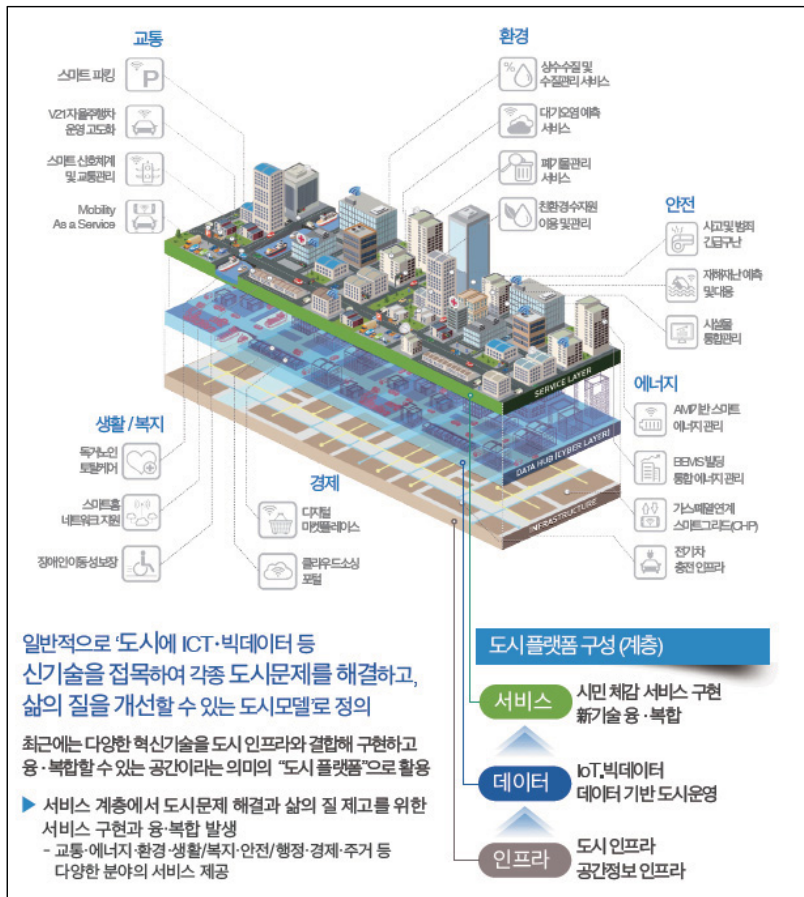 교통
스마트 파킹
V21자율주행차
운영 고도화
스마트 신호체계
및 교통관리
Mobility
As a Service
환경
상수수질 및
수질관리 서비스
대기오염 예측
서비스
폐기물관리
서비스
친환경 수자원
이용 및 관리
안전
사고 및 범죄
긴급구난
재해재난 예측
및 대응
시설물
통합관리
에너지
AMI기반 스마트
에너지 관리
BEMS 빌딩
통합 에너지 관리
가스/폐열 연계
스마트그리드(CHP)
전기차
충전 인프라
SERVICE LAYER
DATA HUB (CYBER LAYER)
INFRASTRUCTURE
생활 / 복지
독거노인
토탈케어
스마트홈
네트워크 지원
장애인 이동성 보장
경제
디지털
마켓플레이스
클라우드소싱
포털
일반적으로 ‘도시에 ICT·빅데이터 등
신기술을 접목하여 각종 도시문제를 해결하고,
삶의 질을 개선할 수 있는 도시모델’로 정의
최근에는 다양한 혁신기술을 도시 인프라와 결합해 구현하고
융·복합할 수 있는 공간이라는 의미의 “도시 플랫폼”으로 활용
▶ 서비스 계층에서 도시문제 해결과 삶의 질 제고를 위한
서비스 구현과 융·복합 발생
- 교통·에너지·환경·생활/복지·안전/행정·경제·주거 등
다양한 분야의 서비스 제공
도시 플랫폼 구성 (계층)
서비스
시민 체감 서비스 구현
新기술 융·복합
데이터
IoT.빅데이터
데이터 기반 도시운영
인프라
도시 인프라
공간정보 인프라